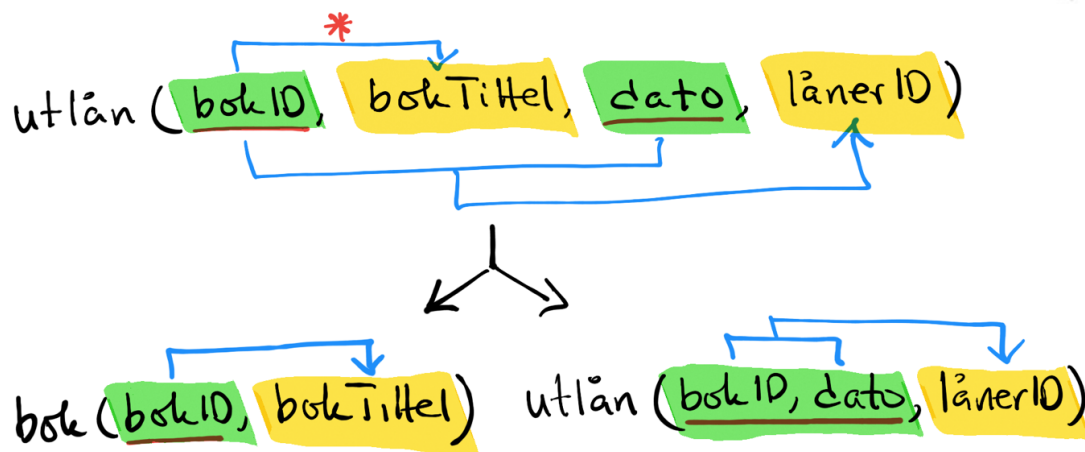 *
utlån (bokID, bokTittel, dato, lånerID)
bok (bokID, bokTittel) utlån (bokID, dato, lånerID)